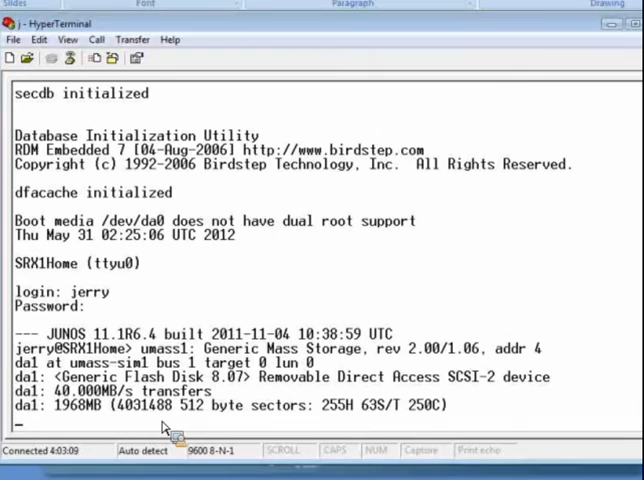 Slides
Font
Paragraph
Drawing
j - HyperTerminal
File Edit View Call Transfer Help
secdb initialized
Database Initialization Utility
RDM Embedded 7 [04-Aug-2006] http://www.birdstep.com
Copyright (c) 1992-2006 Birdstep Technology, Inc.  All Rights Reserved.
dfacache initialized
Boot media /dev/da0 does not have dual root support
Thu May 31 02:25:06 UTC 2012
SRX1Home (ttyu0)
login: jerry
Password:
--- JUNOS 11.1R6.4 built 2011-11-04 10:38:59 UTC
jerry@SRX1Home> umass1: Generic Mass Storage, rev 2.00/1.06, addr 4
da1 at umass-sim1 bus 1 target 0 lun 0
da1: <Generic Flash Disk 8.07> Removable Direct Access SCSI-2 device
da1: 40.000MB/s transfers
da1: 1968MB (4031488 512 byte sectors: 255H 63S/T 250C)
Connected 4:03:09 Auto detect 9600 8-N-1 SCROLL CAPS NUM Capture Print echo